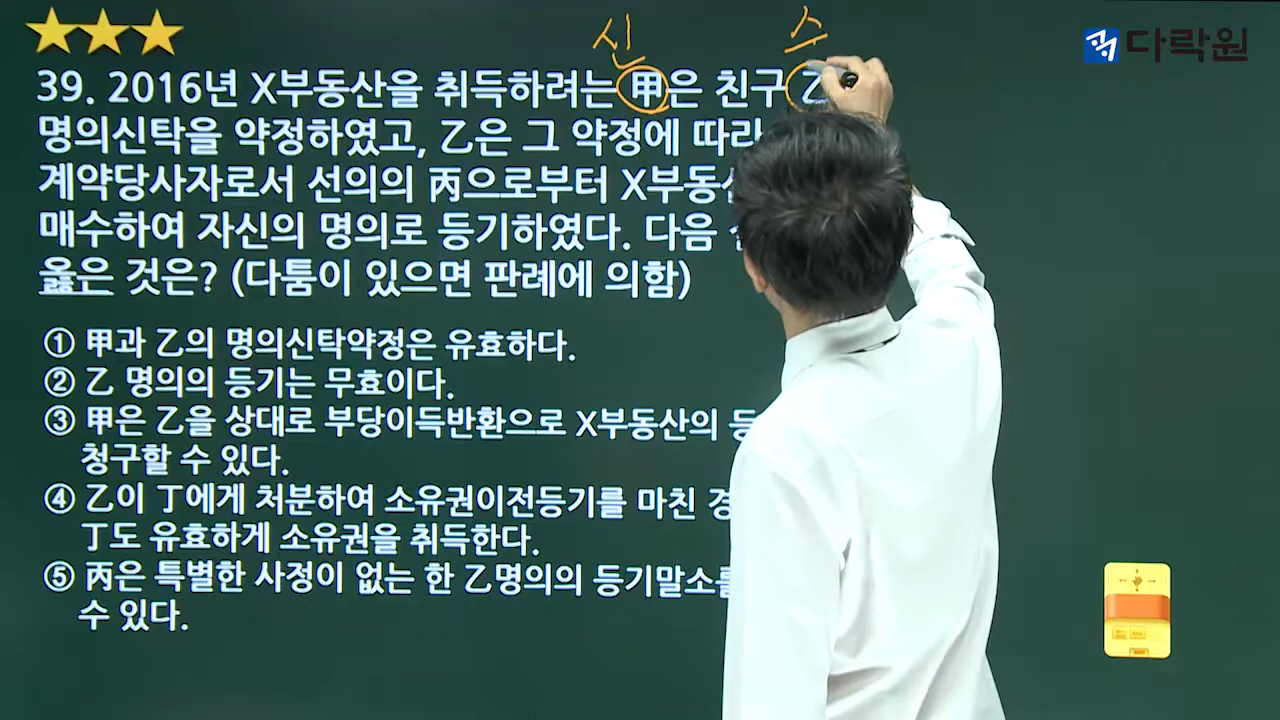 신 수
다락원
39. 2016년 X부동산을 취득하려는 甲은 친구 乙
명의신탁을 약정하였고, 乙은 그 약정에 따라
계약당사자로서 선의의 丙으로부터 X부동
매수하여 자신의 명의로 등기하였다. 다음
옳은 것은? (다툼이 있으면 판례에 의함)
① 甲과 乙의 명의신탁약정은 유효하다.
② 乙 명의의 등기는 무효이다.
③ 甲은 乙을 상대로 부당이득반환으로 X부동산의
청구할 수 있다.
④ 乙이 丁에게 처분하여 소유권이전등기를 마친
丁도 유효하게 소유권을 취득한다.
⑤ 丙은 특별한 사정이 없는 한 乙명의의 등기말소
수 있다.